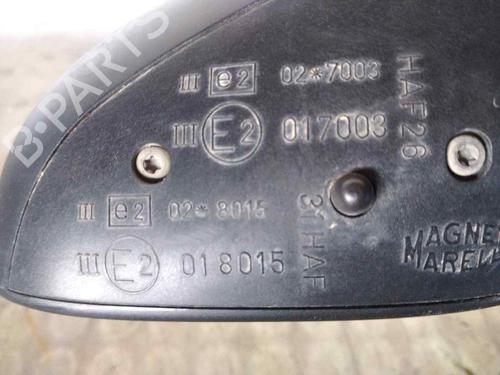 B-PARTS
III e2 02*7003
III E2 017003
HAF26
III e2 02*8015
III E2 018015
31 HAF
MAGNE
MAREL